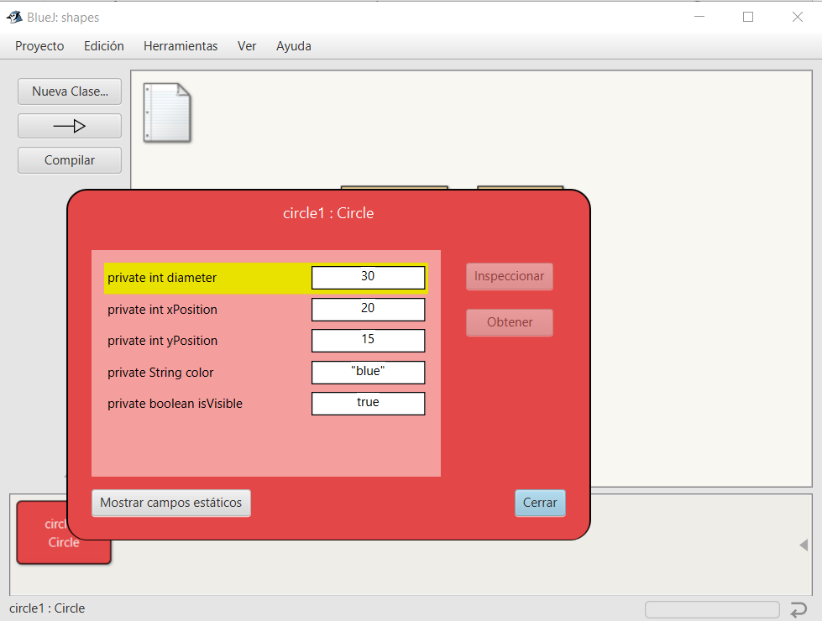 BlueJ: shapes
Proyecto Edición Herramientas Ver Ayuda
Nueva Clase...
Compilar
circle1 : Circle
private int diameter 30
private int xPosition 20
private int yPosition 15
private String color "blue"
private boolean isVisible true
Inspeccionar
Obtener
Mostrar campos estáticos
Cerrar
Circle
circle1 : Circle